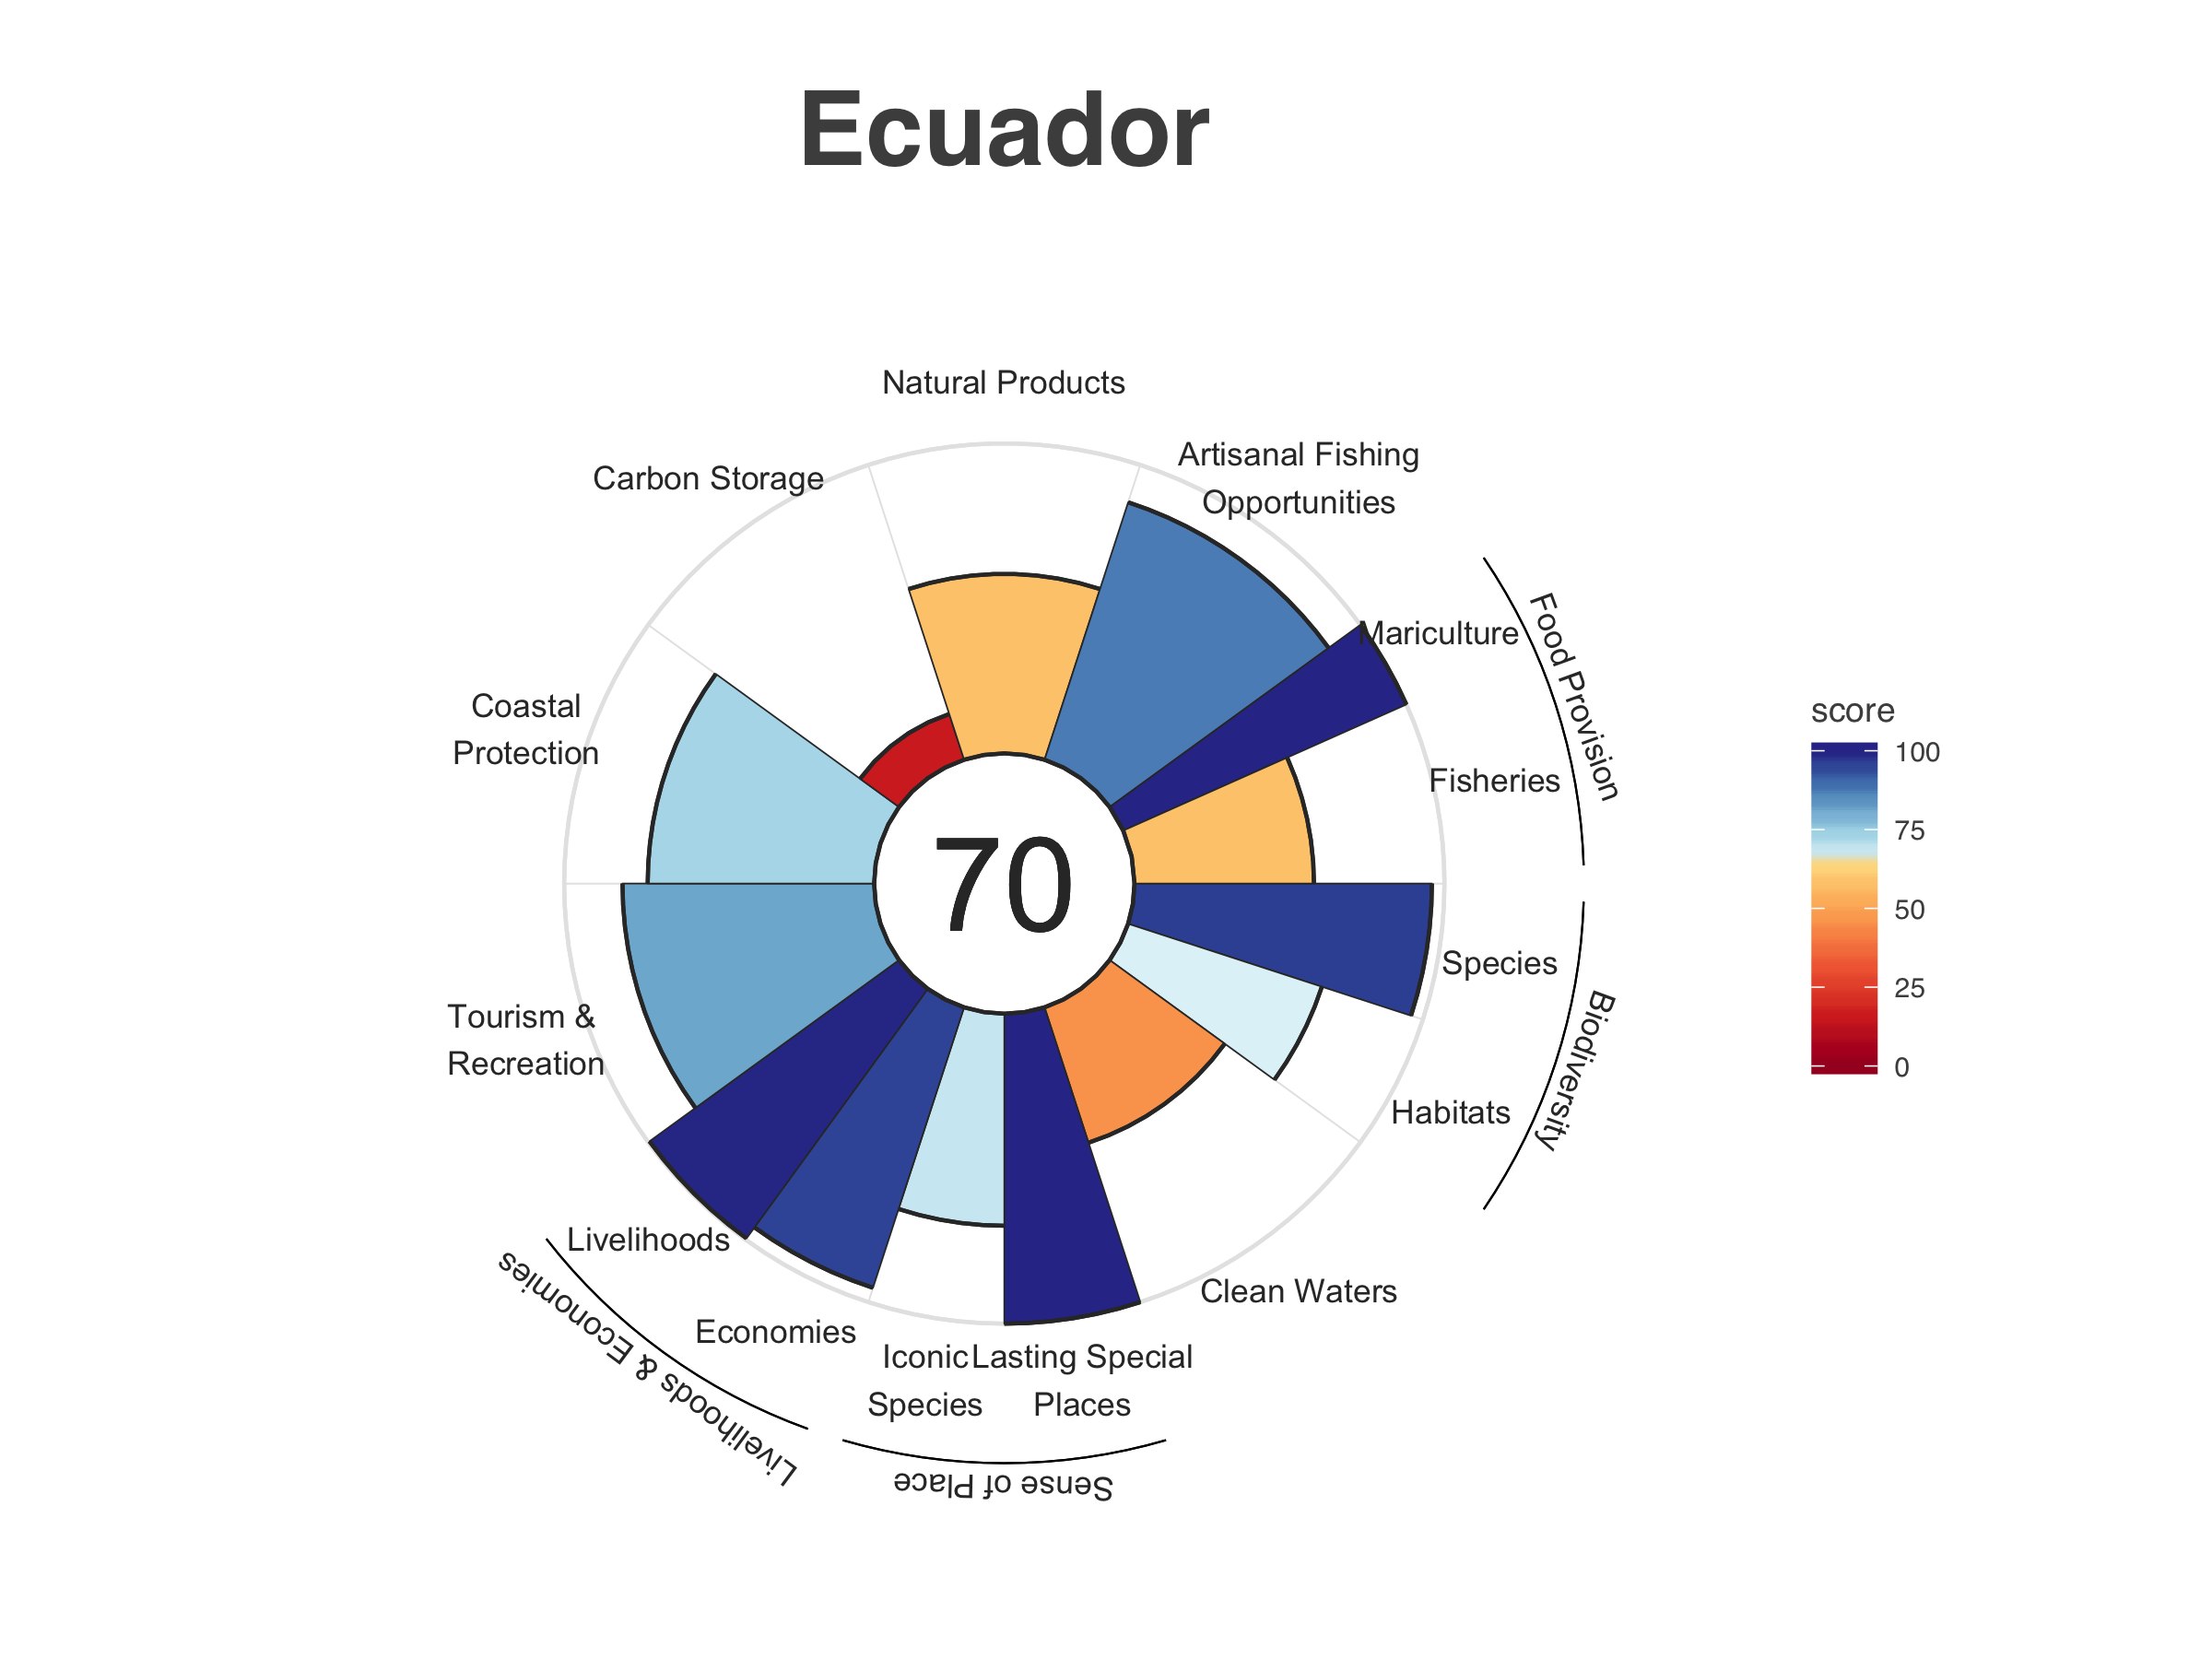 Ecuador
Natural Products
Artisanal Fishing
Opportunities
Carbon Storage
Mariculture
Food Provision
Fisheries
Coastal
Protection
70
score
100
75
50
25
0
Species
Biodiversity
Habitats
Tourism &
Recreation
Livelihoods
Livelihoods & Economies
Economies
Clean Waters
Iconic
Species
Lasting Special
Places
Sense of Place